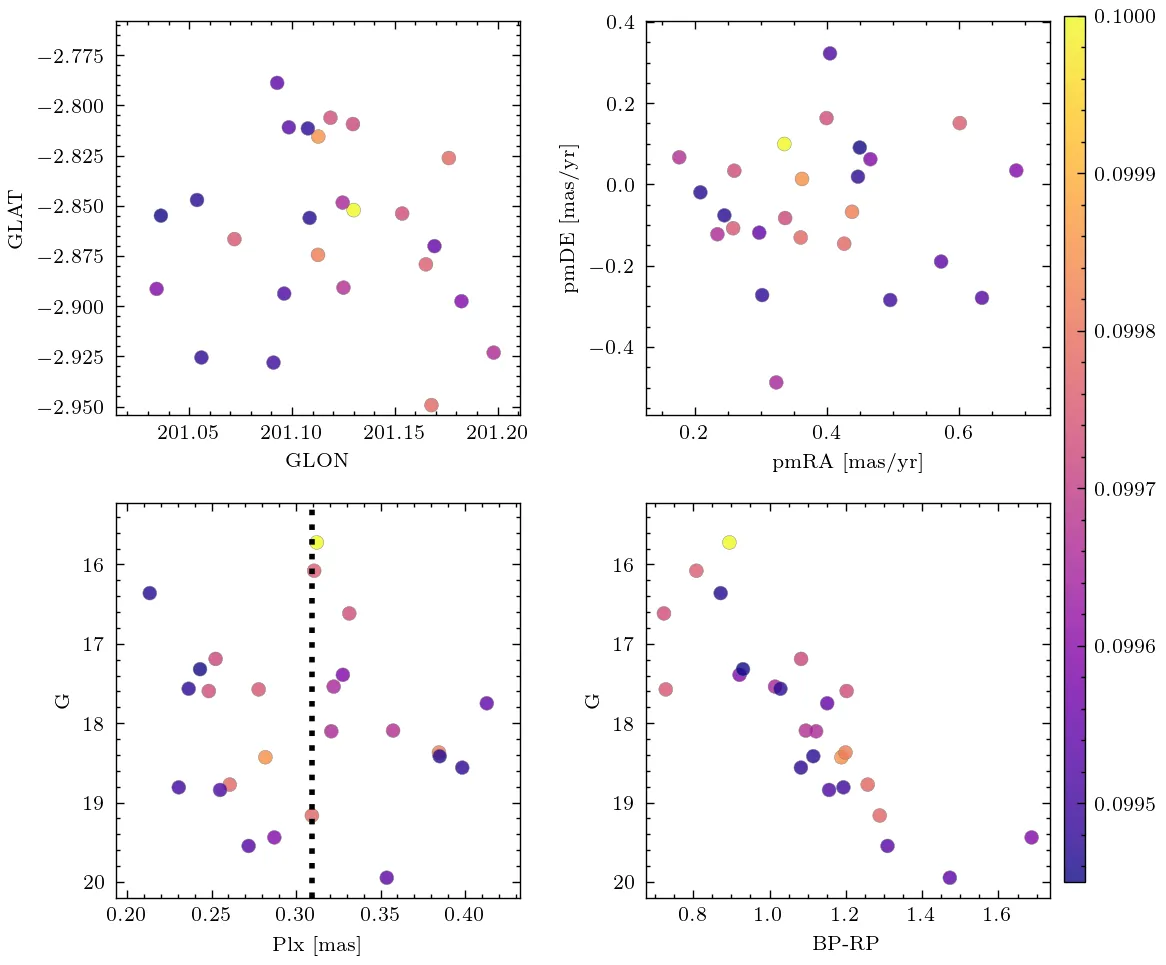 −2.775
−2.800
−2.825
−2.850
−2.875
−2.900
−2.925
−2.950
GLAT
201.05 201.10 201.15 201.20
GLON
0.4
0.2
0.0
−0.2
−0.4
pmDE [mas/yr]
0.2 0.4 0.6
pmRA [mas/yr]
16
17
18
19
20
G
0.20 0.25 0.30 0.35 0.40
Plx [mas]
16
17
18
19
20
G
0.8 1.0 1.2 1.4 1.6
BP-RP
0.1000
0.0999
0.0998
0.0997
0.0996
0.0995